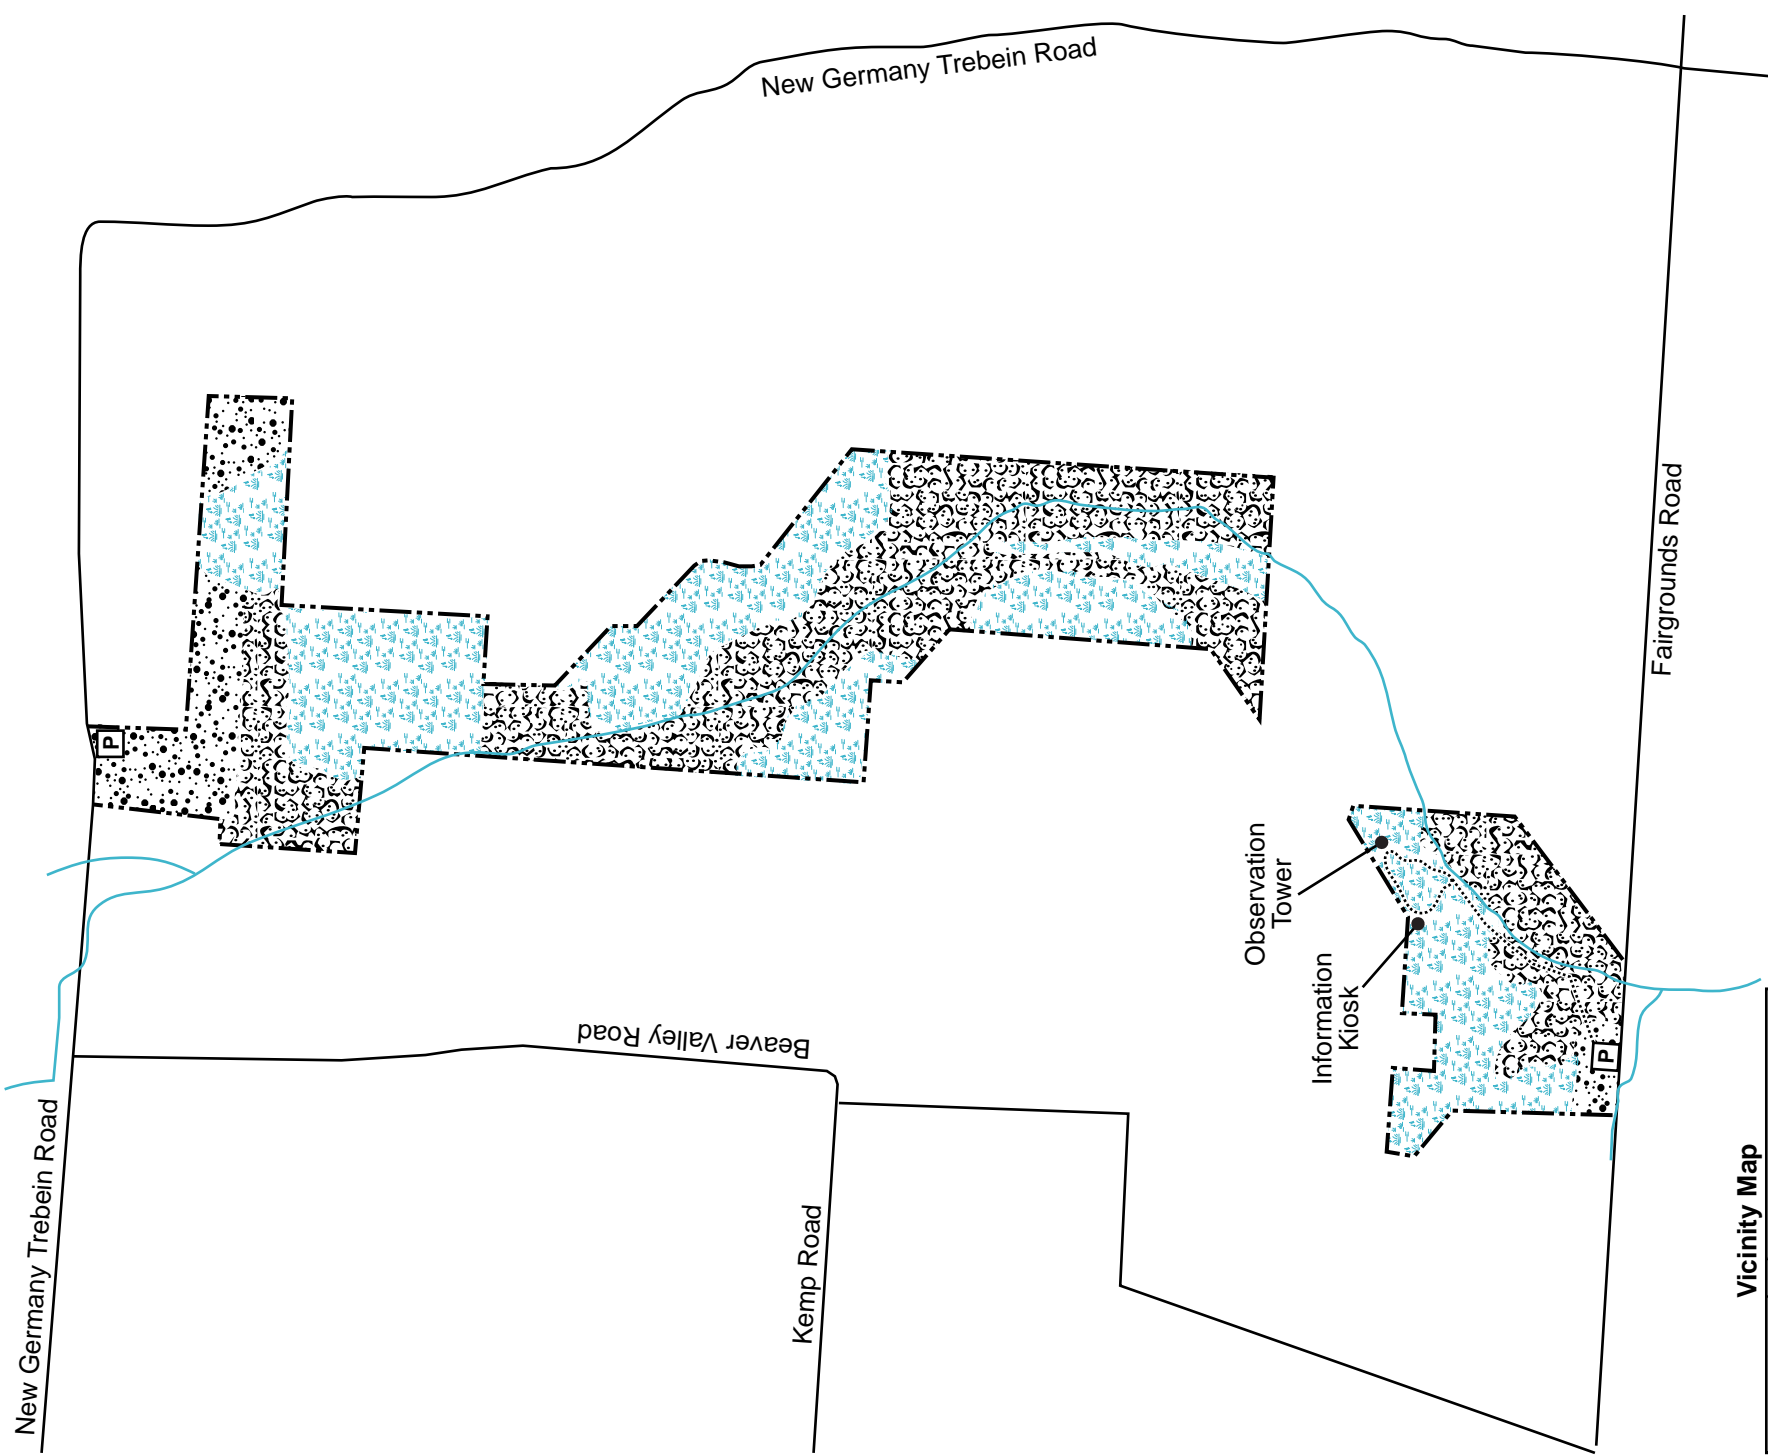 New Germany Trebein Road
Fairgrounds Road
P
Observation
Tower
Information
Kiosk
P
Beaver Valley Road
New Germany Trebein Road
Kemp Road
Vicinity Map